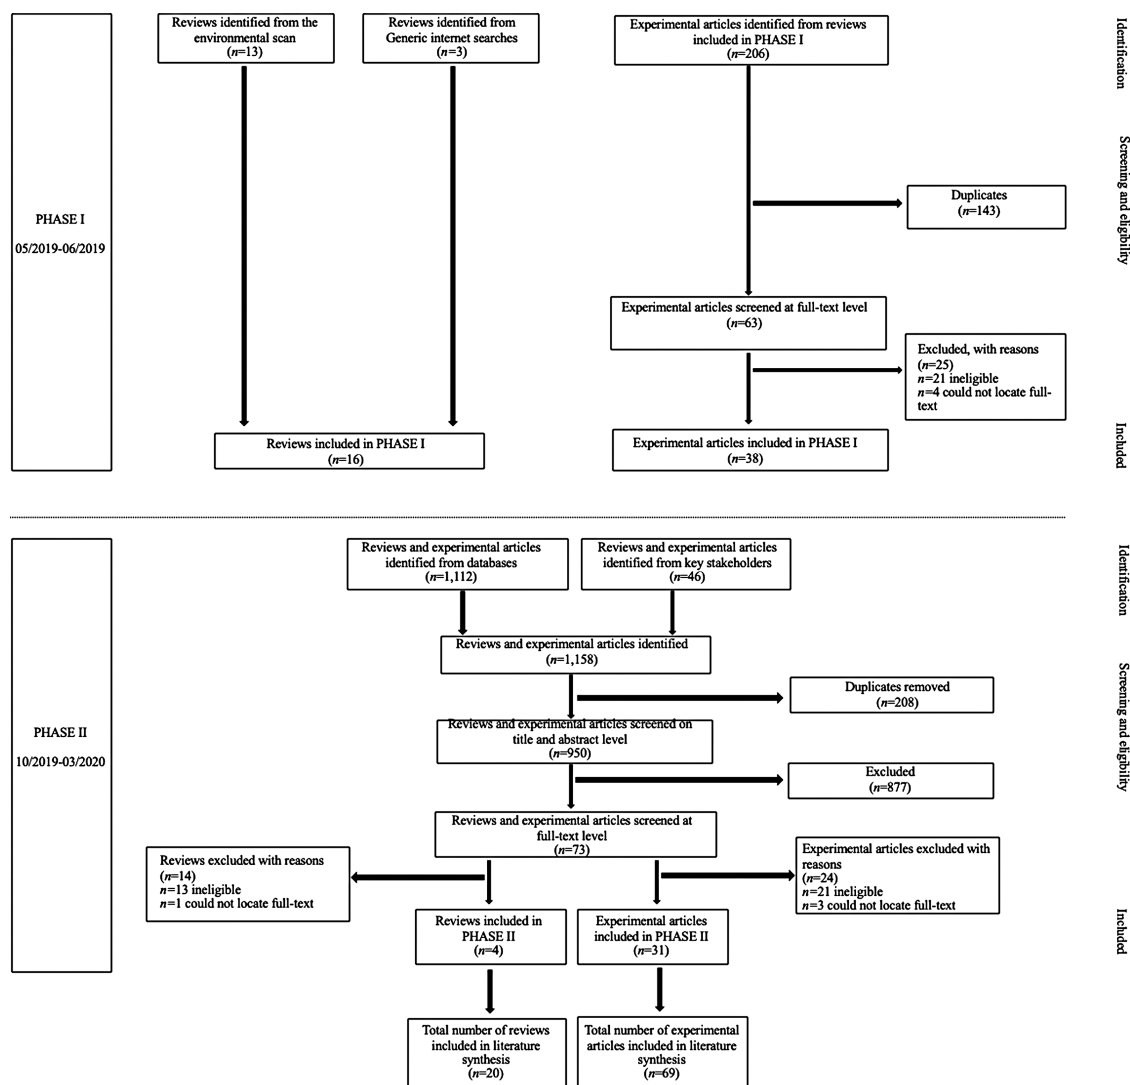 Reviews identified from the
environmental scan
(n=13)
Reviews identified from
Generic internet searches
(n=3)
Experimental articles identified from reviews
included in PHASE I
(n=206)
Identification
PHASE I
05/2019-06/2019
Screening and eligibility
Duplicates
(n=143)
Experimental articles screened at full-text level
(n=63)
Excluded, with reasons
(n=25)
n=21 ineligible
n=4 could not locate full-
text
Reviews included in PHASE I
(n=16)
Experimental articles included in PHASE I
(n=38)
Included
PHASE II
10/2019-03/2020
Reviews and experimental articles
identified from databases
(n=1,112)
Reviews and experimental articles
identified from key stakeholders
(n=46)
Identification
Reviews and experimental articles identified
(n=1,158)
Duplicates removed
(n=208)
Reviews and experimental articles screened on
title and abstract level
(n=950)
Screening and eligibility
Excluded
(n=877)
Reviews and experimental articles screened at
full-text level
(n=73)
Reviews excluded with reasons
(n=14)
n=13 ineligible
n=1 could not locate full-text
Experimental articles excluded with
reasons
(n=24)
n=21 ineligible
n=3 could not locate full-text
Reviews included in
PHASE II
(n=4)
Experimental articles
included in PHASE II
(n=31)
Included
Total number of reviews
included in literature
synthesis
(n=20)
Total number of experimental
articles included in literature
synthesis
(n=69)